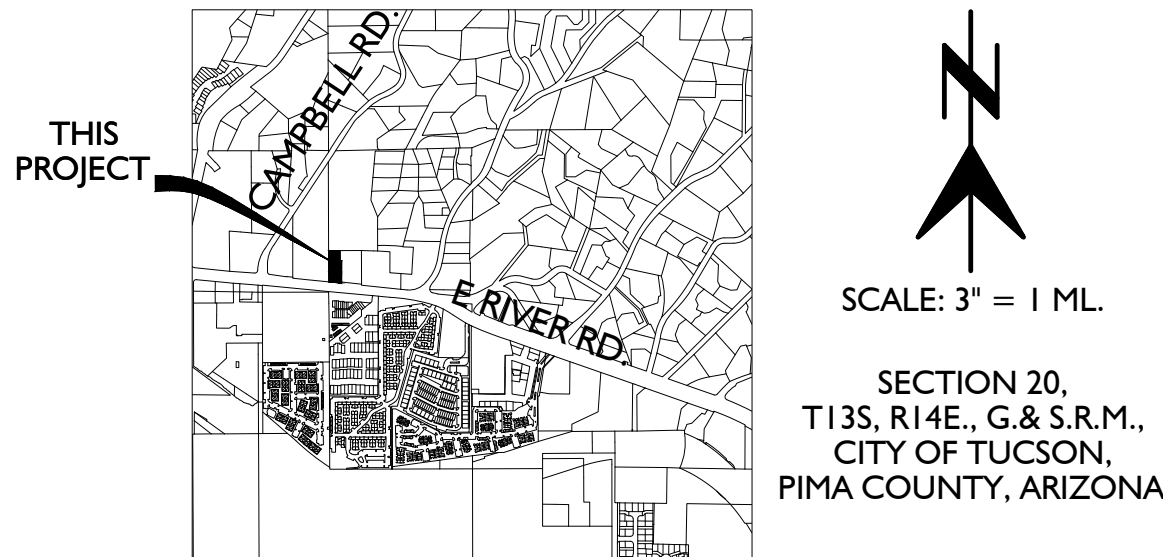 THIS
PROJECT
CAMPBELL RD.
E RIVER RD.
N
SCALE: 3" = 1 MI.
SECTION 20,
T13S, R14E., G.& S.R.M.,
CITY OF TUCSON,
PIMA COUNTY, ARIZONA